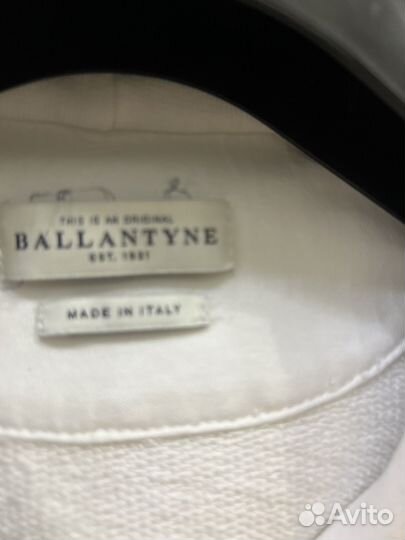 THIS IS AN ORIGINAL
BALLANTYNE
EST. 1921
MADE IN ITALY
Avito